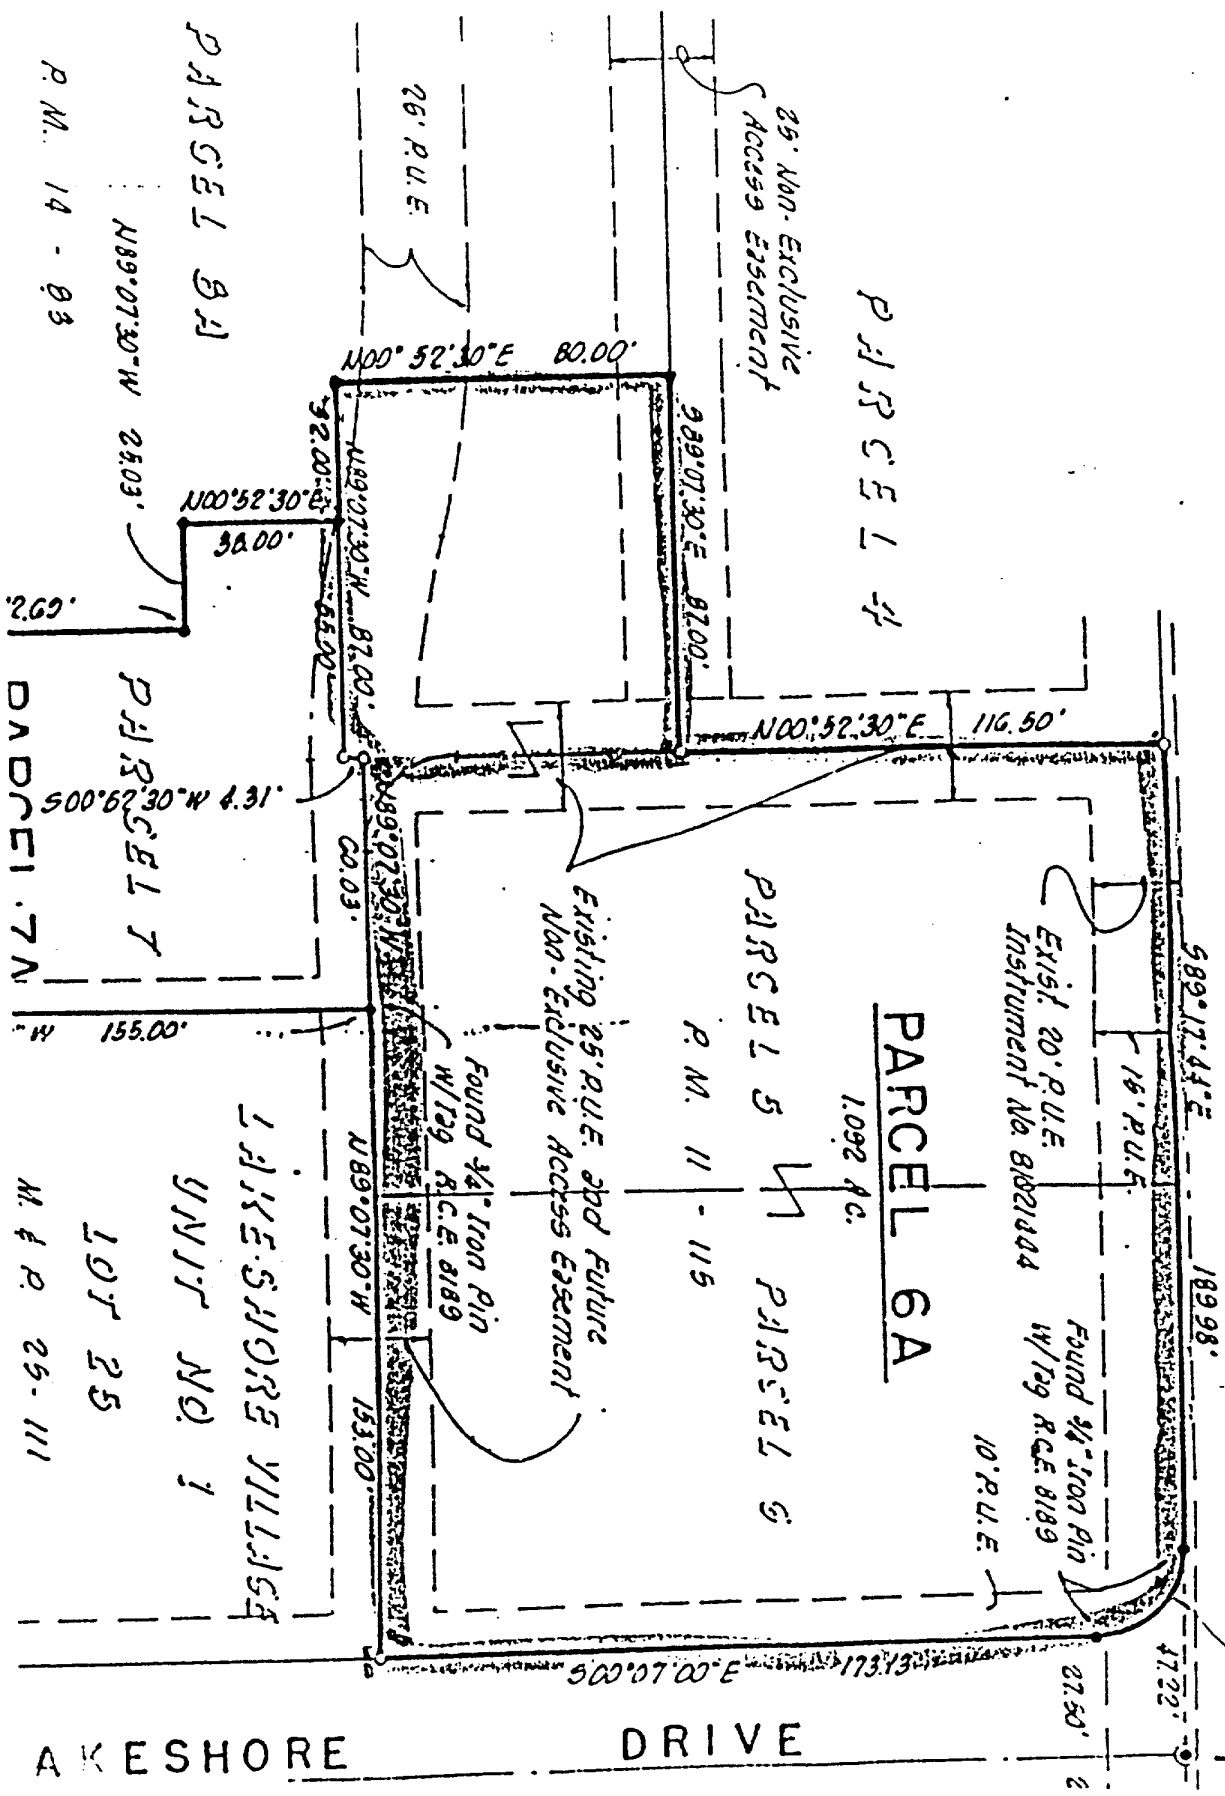 PARCEL 8A
P.M. 14 - 83
N89°07'30"W 25.03'
26' P.U.E.
25' Non-Exclusive
Access Easement
PARCEL 4
N00°52'30"E 80.00'
S89°07'30"E 87.00'
32.00'
N89°07'30"W 87.00'
55.00'
N00°52'30"E
38.00'
2.69'
PARCEL 7
PARCEL 7A
S00°52'30"W 4.31'
N00°52'30"E 116.50'
60.03'
N89°07'30"W
"W 155.00'
Existing 25' P.U.E. and Future
Non-Exclusive Access Easement
Found 3/4" Iron Pin
W/Tag R.C.E. 8189
PARCEL 5
P.M. 11 - 115
PARCEL 6
PARCEL 6A
1.092 AC.
Exist. 20' P.U.E.
Instrument No.
15' P.U.E.
S89°17'44"E 189.98'
Found 3/4" Iron Pin
W/Tag R.C.E. 8189
10' P.U.E.
N89°07'30"W 153.00'
LAKESHORE VILLAGE
UNIT NO. 1
LOT 25
M. & P. 25-111
S00°07'00"E 173.13'
27.50'
47.22'
2
AKESHORE DRIVE